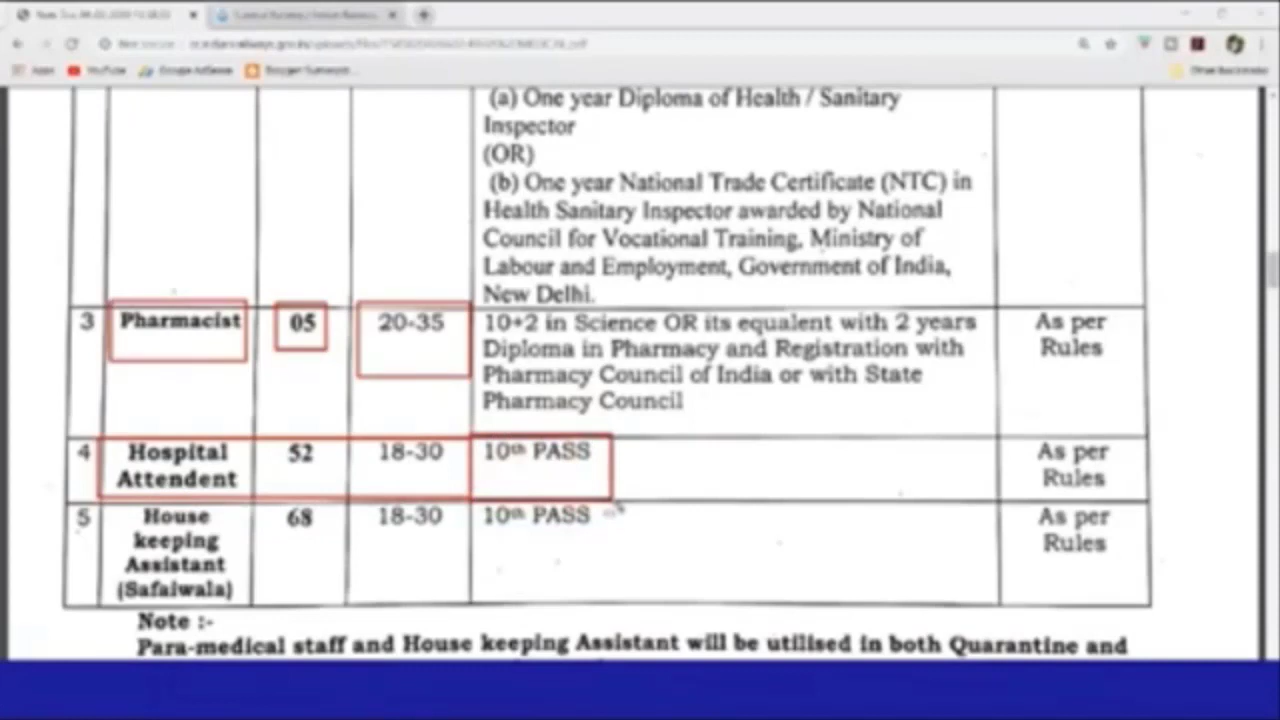 YouTube
(a) One year Diploma of Health / Sanitary
Inspector
(OR)
(b) One year National Trade Certificate (NTC) in
Health Sanitary Inspector awarded by National
Council for Vocational Training, Ministry of
Labour and Employment, Government of India,
New Delhi.
3 Pharmacist 05 20-35 10+2 in Science OR its equalent with 2 years As per
Diploma in Pharmacy and Registration with Rules
Pharmacy Council of India or with State
Pharmacy Council
4 Hospital 52 18-30 10th PASS As per
Attendent Rules
5 House 68 18-30 10th PASS As per
keeping Rules
Assistant
(Safaiwala)
Note :-
Para-medical staff and House keeping Assistant will be utilised in both Quarantine and